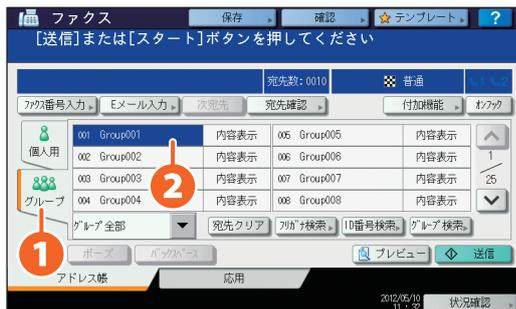 ファクス 保存 確認 テンプレート ?
[送信]または[スタート]ボタンを押してください
宛先数:0010 普通 L1 L2
ファクス番号入力 Eメール入力 次宛先 宛先確認 付加機能 オンフック
個人用
グループ
001 Group001 内容表示 005 Group005 内容表示
002 Group002 内容表示 006 Group006 内容表示 1
003 Group003 内容表示 007 Group007 内容表示 25
004 Group004 内容表示 008 Group008 内容表示
グループ全部 宛先クリア フリガナ検索 ID番号検索 グループ検索
1
2
ポーズ バックスペース プレビュー 送信
アドレス帳 応用
2012/05/10
11:32 状況確認